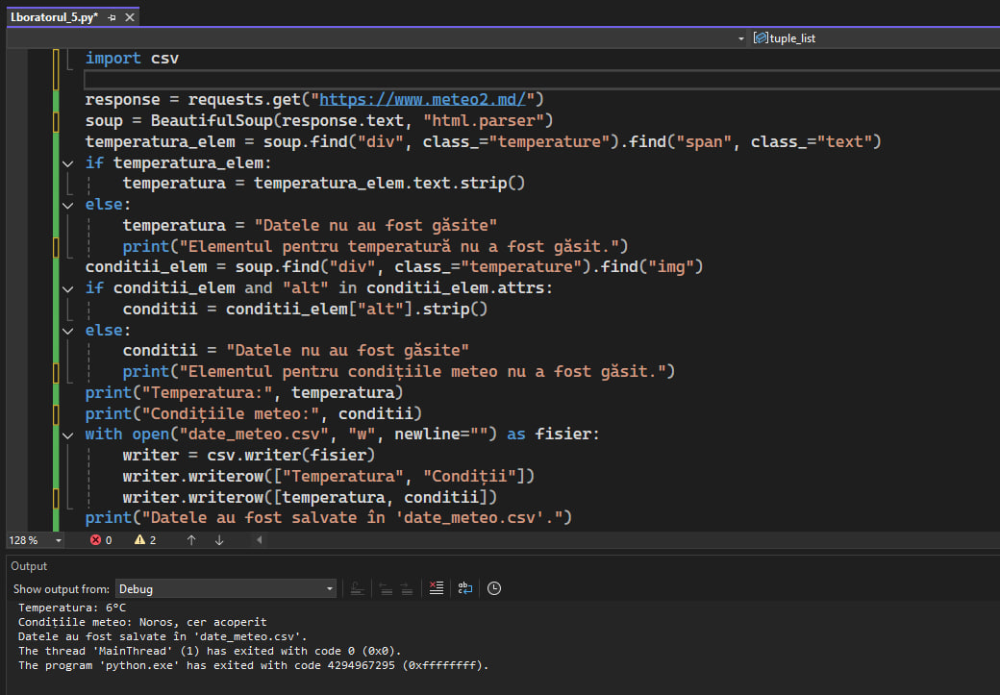 Lboratorul_5.py*
tuple_list
import csv
response = requests.get("https://www.meteo2.md/")
soup = BeautifulSoup(response.text, "html.parser")
temperatura_elem = soup.find("div", class_="temperature").find("span", class_="text")
if temperatura_elem:
    temperatura = temperatura_elem.text.strip()
else:
    temperatura = "Datele nu au fost găsite"
    print("Elementul pentru temperatură nu a fost găsit.")
conditii_elem = soup.find("div", class_="temperature").find("img")
if conditii_elem and "alt" in conditii_elem.attrs:
    conditii = conditii_elem["alt"].strip()
else:
    conditii = "Datele nu au fost găsite"
    print("Elementul pentru condițiile meteo nu a fost găsit.")
print("Temperatura:", temperatura)
print("Condițiile meteo:", conditii)
with open("date_meteo.csv", "w", newline="") as fisier:
    writer = csv.writer(fisier)
    writer.writerow(["Temperatura", "Condiții"])
    writer.writerow([temperatura, conditii])
print("Datele au fost salvate în 'date_meteo.csv'.")
128 % 0 2
Output
Show output from: Debug
Temperatura: 6°C
Condițiile meteo: Noros, cer acoperit
Datele au fost salvate în 'date_meteo.csv'.
The thread 'MainThread' (1) has exited with code 0 (0x0).
The program 'python.exe' has exited with code 4294967295 (0xffffffff).